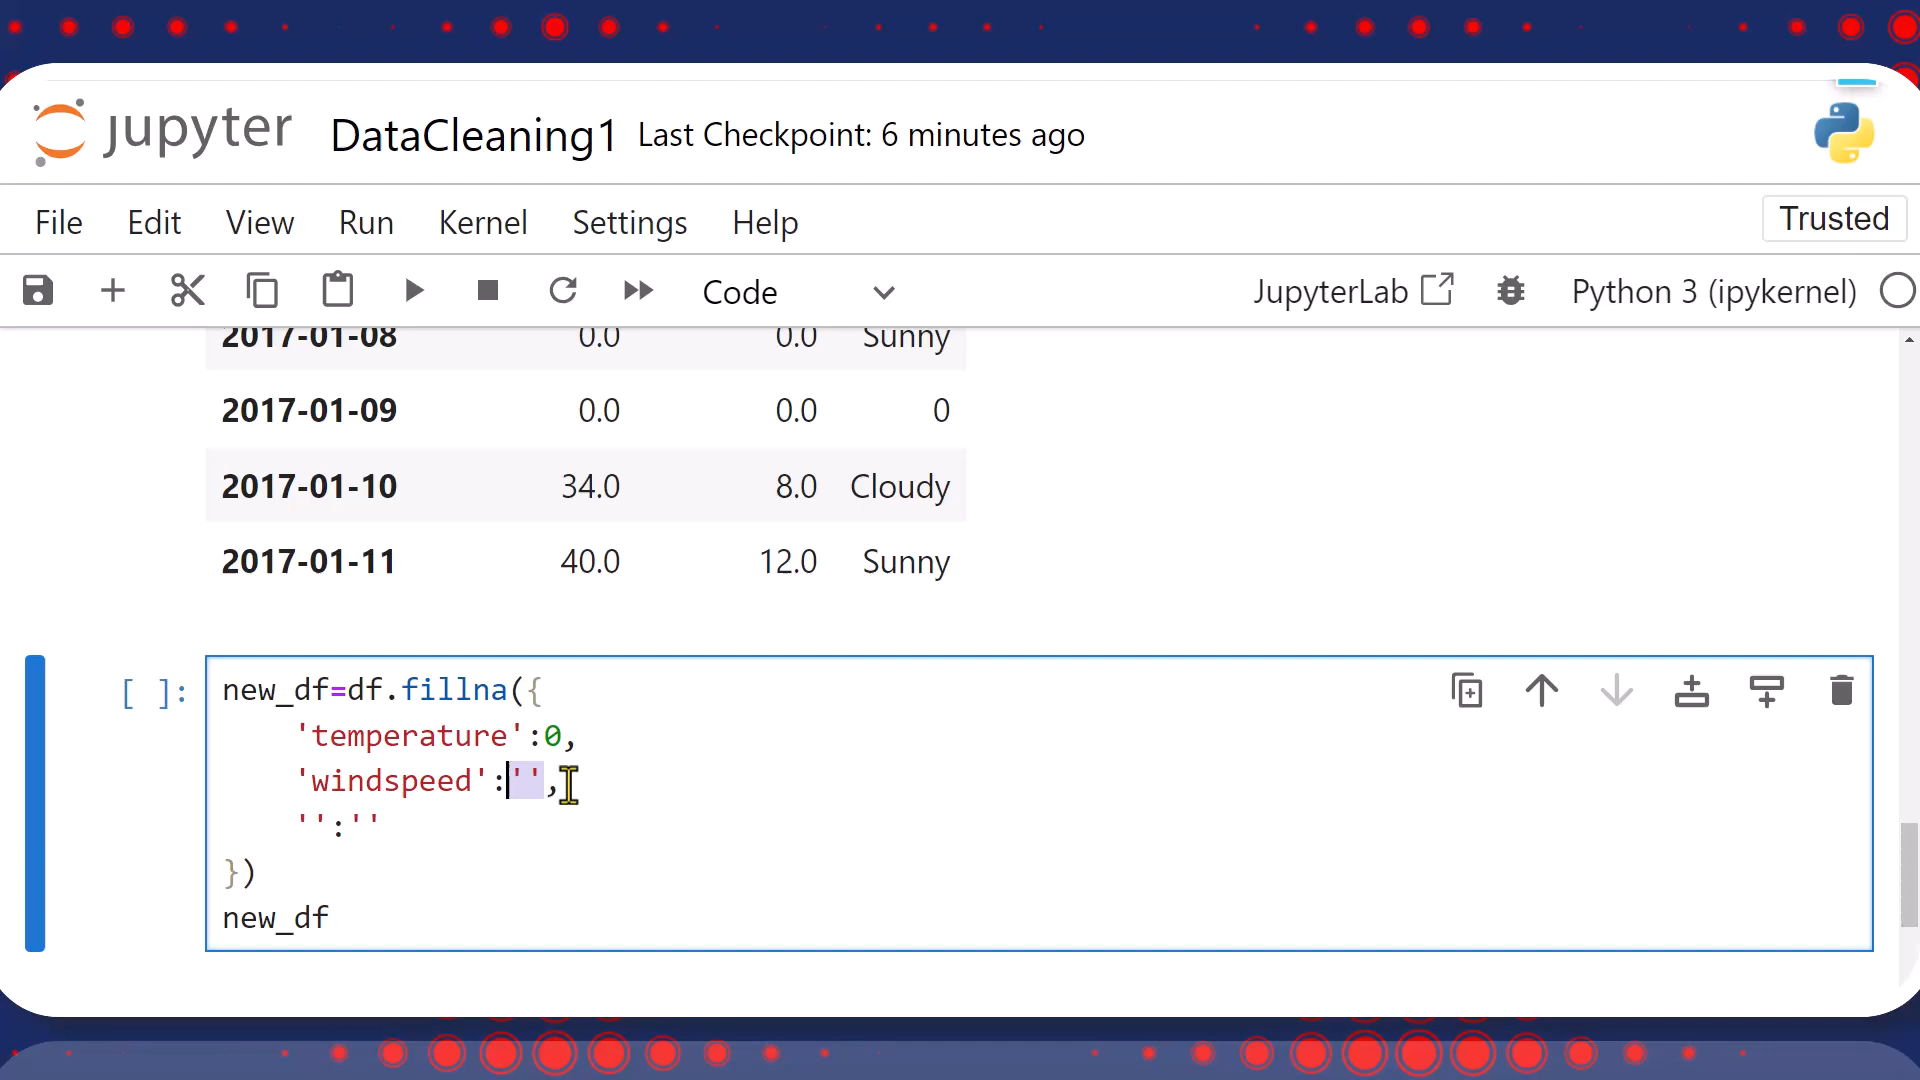 jupyter DataCleaning1 Last Checkpoint: 6 minutes ago
File Edit View Run Kernel Settings Help Trusted
Code JupyterLab Python 3 (ipykernel)
2017-01-08 0.0 0.0 Sunny
2017-01-09 0.0 0.0 0
2017-01-10 34.0 8.0 Cloudy
2017-01-11 40.0 12.0 Sunny
[ ]: new_df=df.fillna({
'temperature':0,
'windspeed':'',
'':''
})
new_df